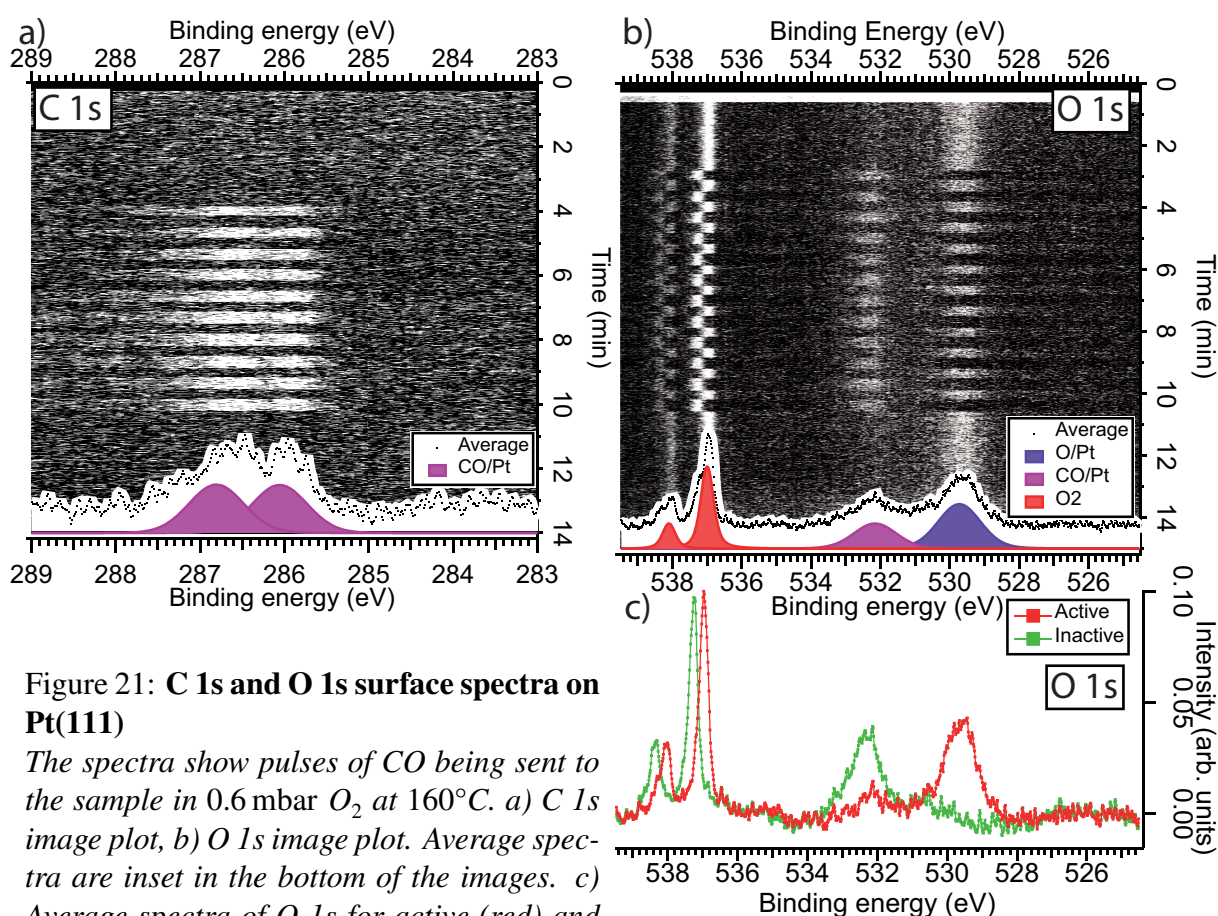 a)
Binding energy (eV)
289 288 287 286 285 284 283
C 1s
0
2
4
6
8
10
12
14
Time (min)
Average
CO/Pt
289 288 287 286 285 284 283
Binding energy (eV)
b)
Binding Energy (eV)
538 536 534 532 530 528 526
O 1s
0
2
4
6
8
10
12
14
Time (min)
Average
O/Pt
CO/Pt
O2
538 536 534 532 530 528 526
Binding energy (eV)
c)
Active
Inactive
O 1s
0.10
0.05
0.00
Intensity (arb. units)
538 536 534 532 530 528 526
Binding energy (eV)
Figure 21: C 1s and O 1s surface spectra on
Pt(111)
The spectra show pulses of CO being sent to
the sample in 0.6 mbar O2 at 160°C. a) C 1s
image plot, b) O 1s image plot. Average spec-
tra are inset in the bottom of the images. c)
Average spectra of O 1s for active (red) and